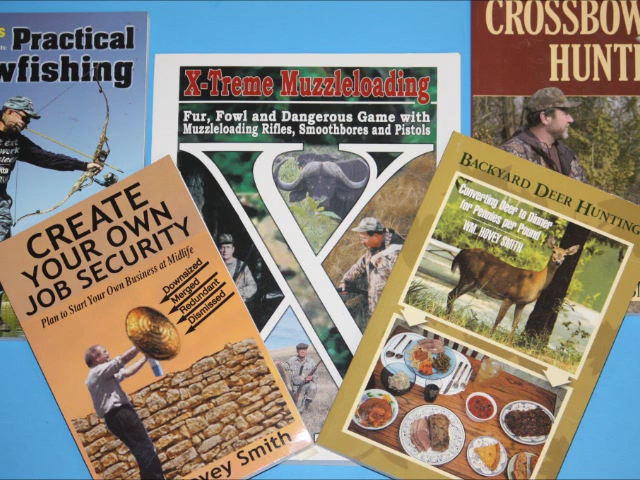 Practical
wfishing
X-Treme Muzzleloading
Fur, Fowl and Dangerous Game with
Muzzleloading Rifles, Smoothbores and Pistols
CROSSBOW
HUNTI
CREATE
YOUR OWN
JOB SECURITY
Plan to Start Your Own Business at Midlife
Downsized
Merged
Redundant
Dismissed
ovey Smith
BACKYARD DEER HUNTING
Converting Deer to Dinner
for Pennies per Pound
WM. HOVEY SMITH